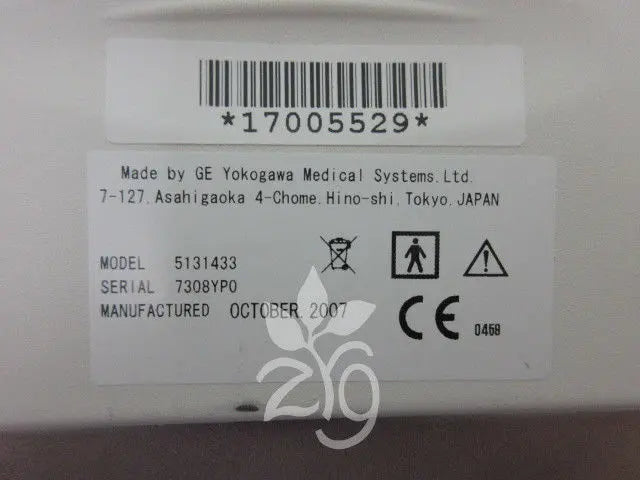 *17005529*
Made by GE Yokogawa Medical Systems.Ltd.
7-127.Asahigaoka 4-Chome.Hino-shi.Tokyo.JAPAN
MODEL 5131433
SERIAL 7308YP0
MANUFACTURED OCTOBER.2007
CE 0459
zrg